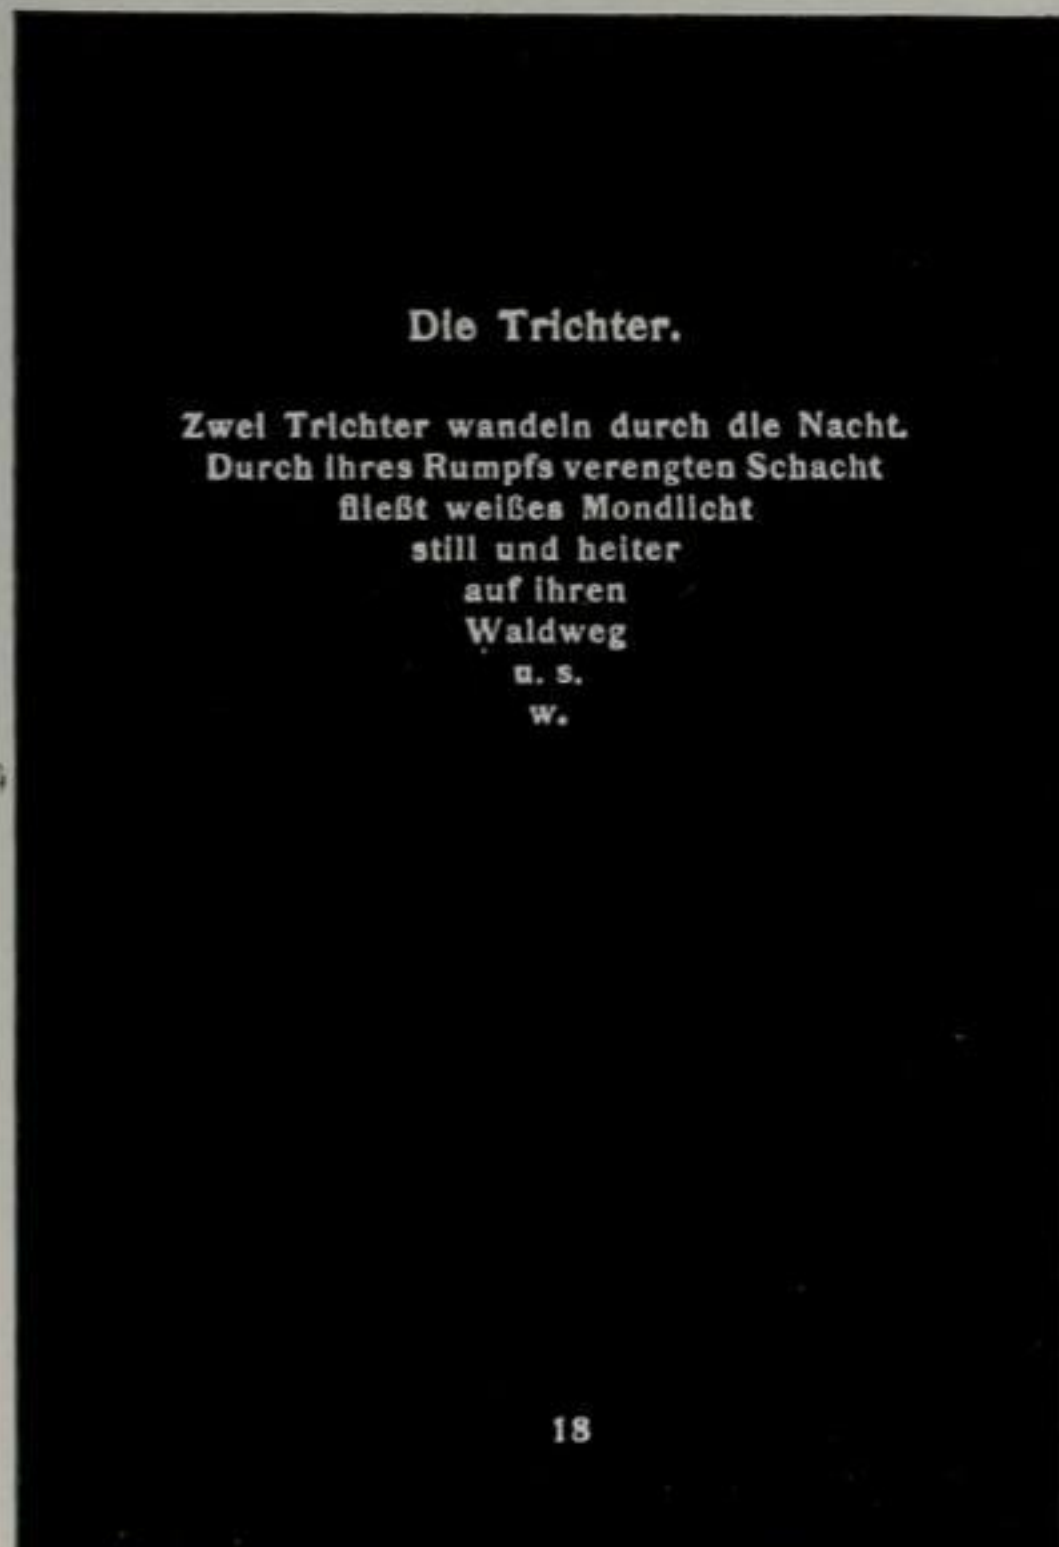 Die Trichter.
Zwei Trichter wandeln durch die Nacht.
Durch ihres Rumpfs verengten Schacht
fließt weißes Mondlicht
still und heiter
auf ihren
Waldweg
u. s.
w.
18